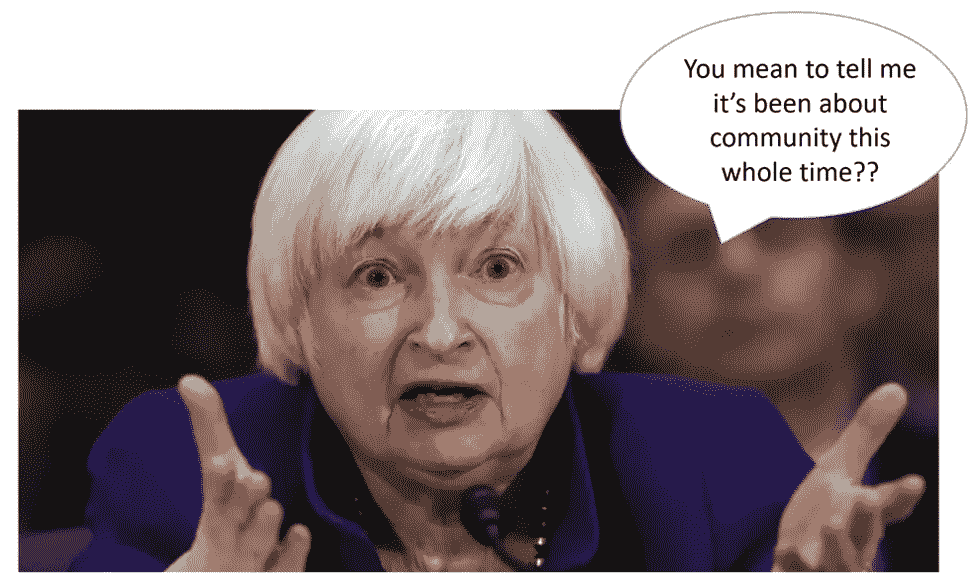 You mean to tell me
it’s been about
community this
whole time??